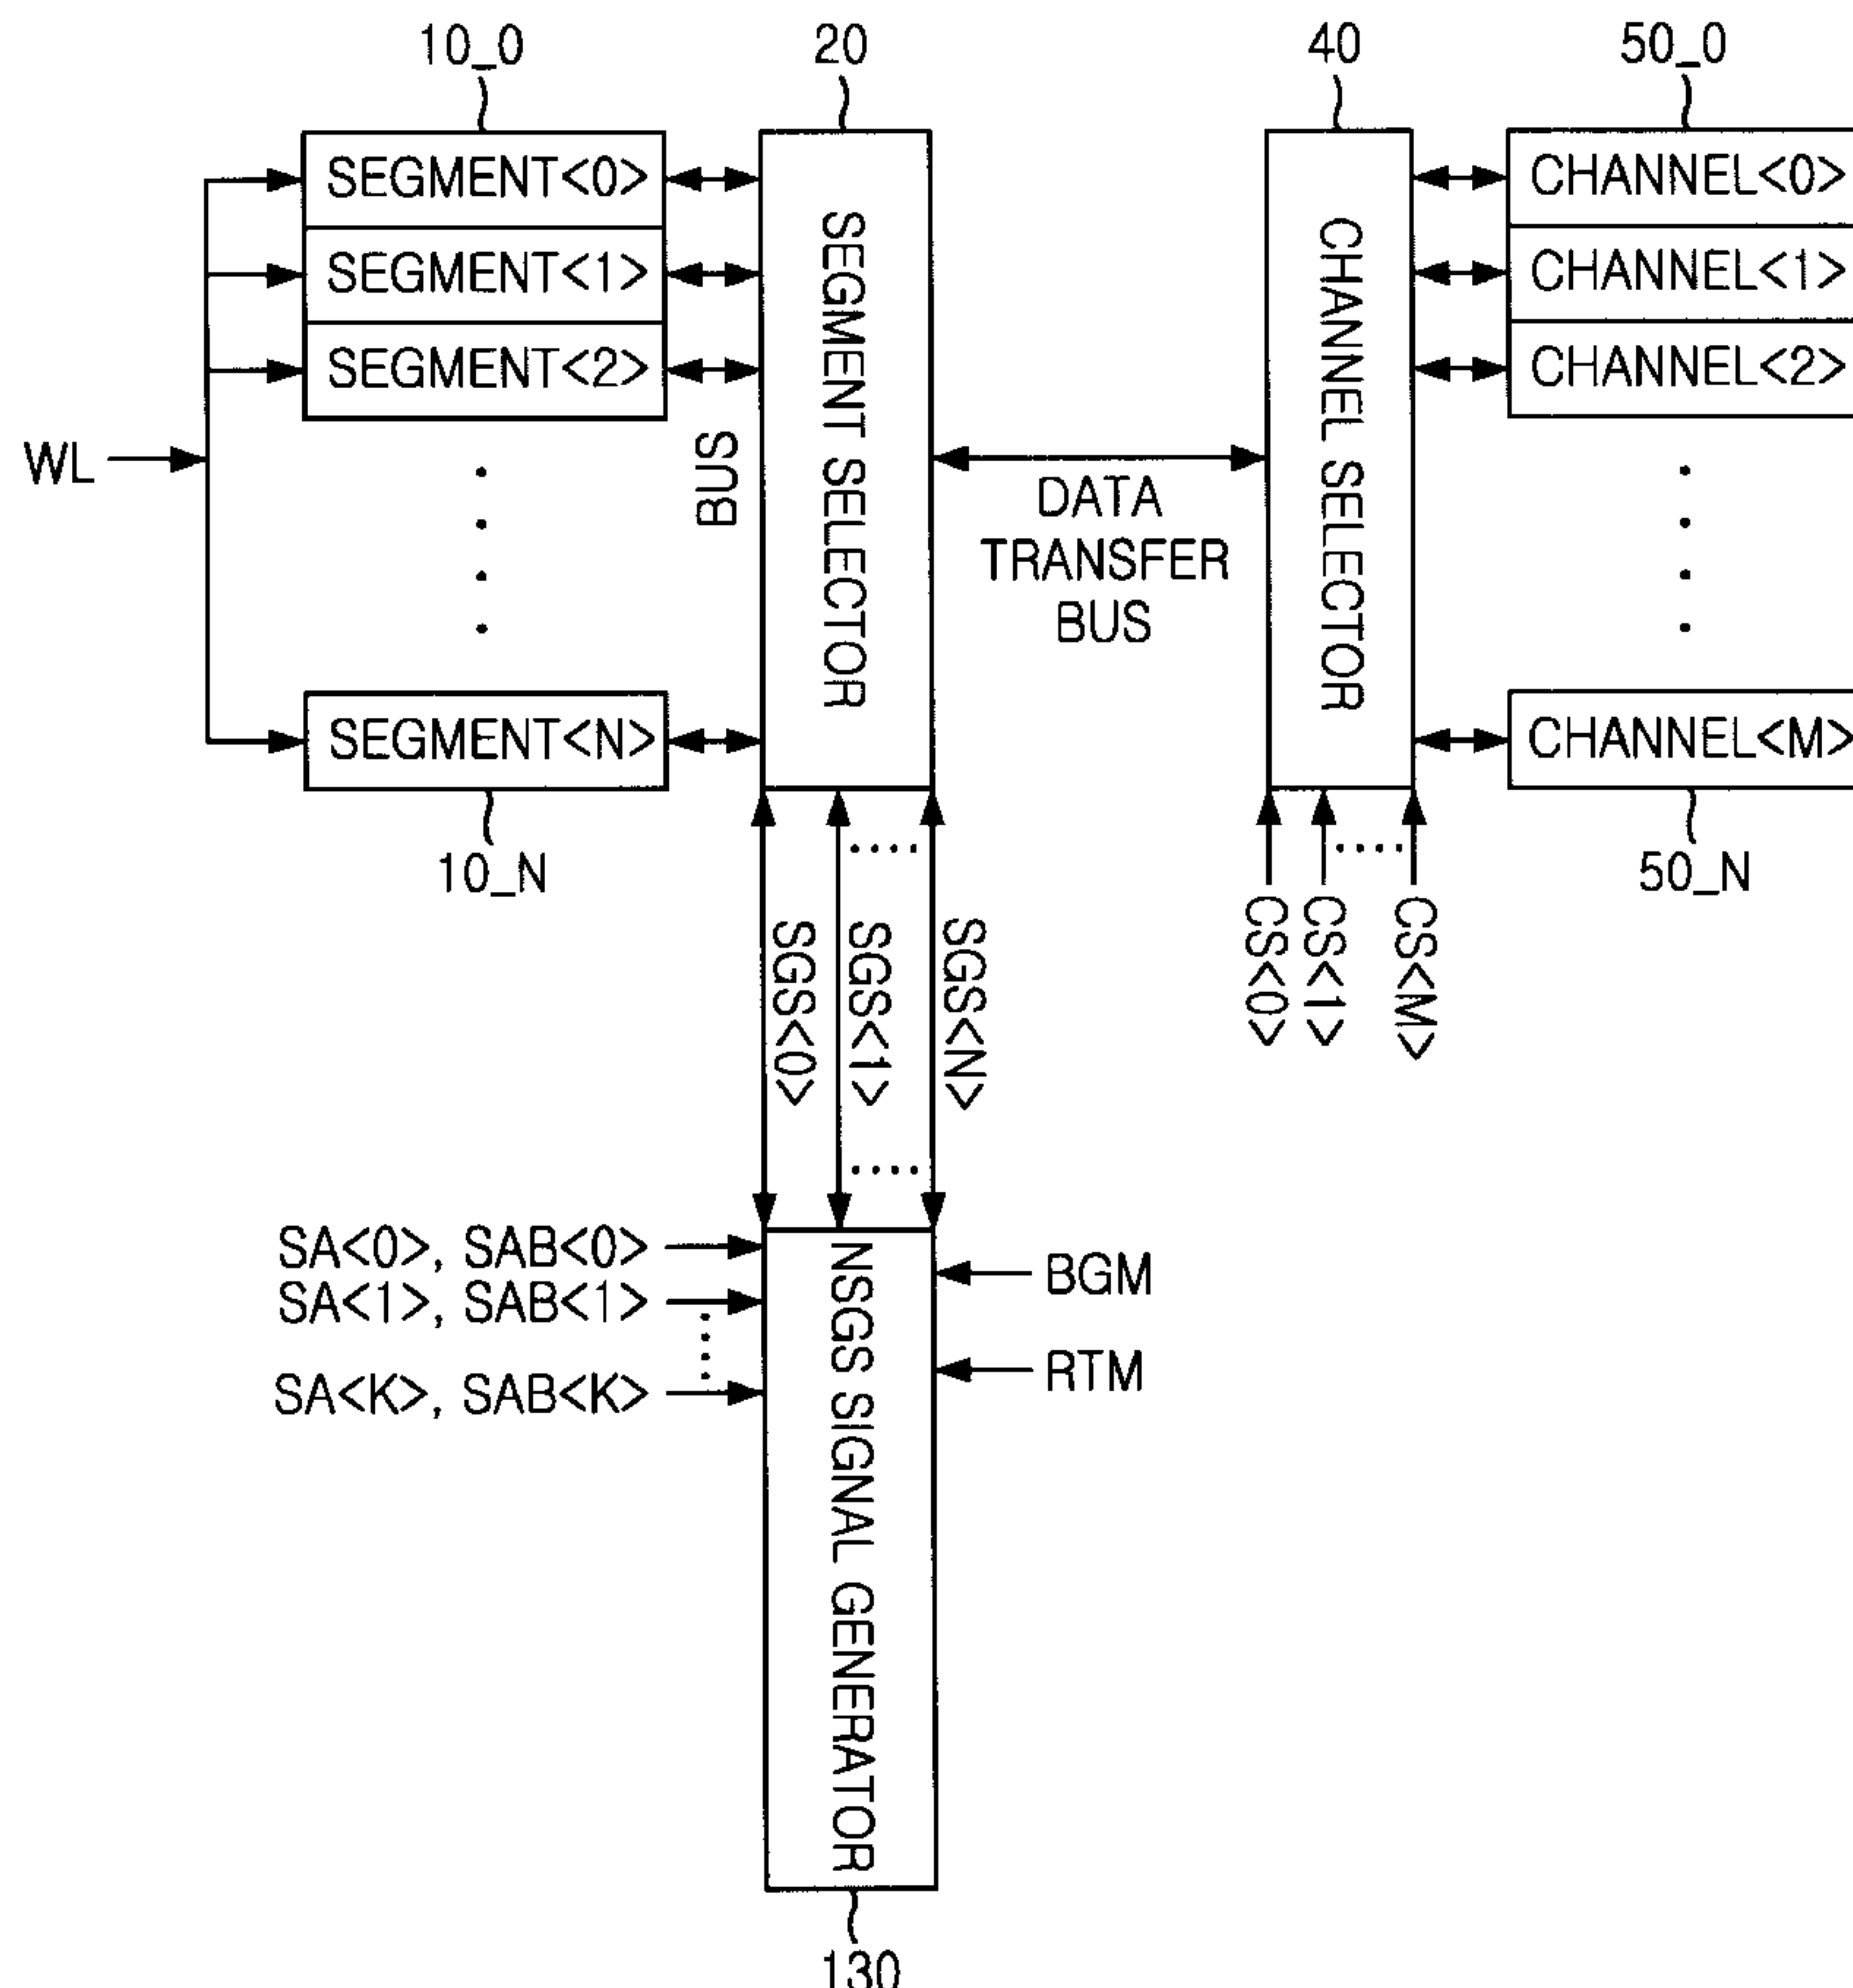 10_0
20
40
50_0
SEGMENT<0>
SEGMENT<1>
SEGMENT<2>
SEGMENT<N>
10_N
WL
BUS
SEGMENT SELECTOR
DATA
TRANSFER
BUS
CHANNEL SELECTOR
CHANNEL<0>
CHANNEL<1>
CHANNEL<2>
CHANNEL<M>
50_N
SGS<0>
SGS<1>
SGS<N>
CS<0>
CS<1>
CS<M>
SA<0>, SAB<0>
SA<1>, SAB<1>
SA<K>, SAB<K>
NSGS SIGNAL GENERATOR
BGM
RTM
130